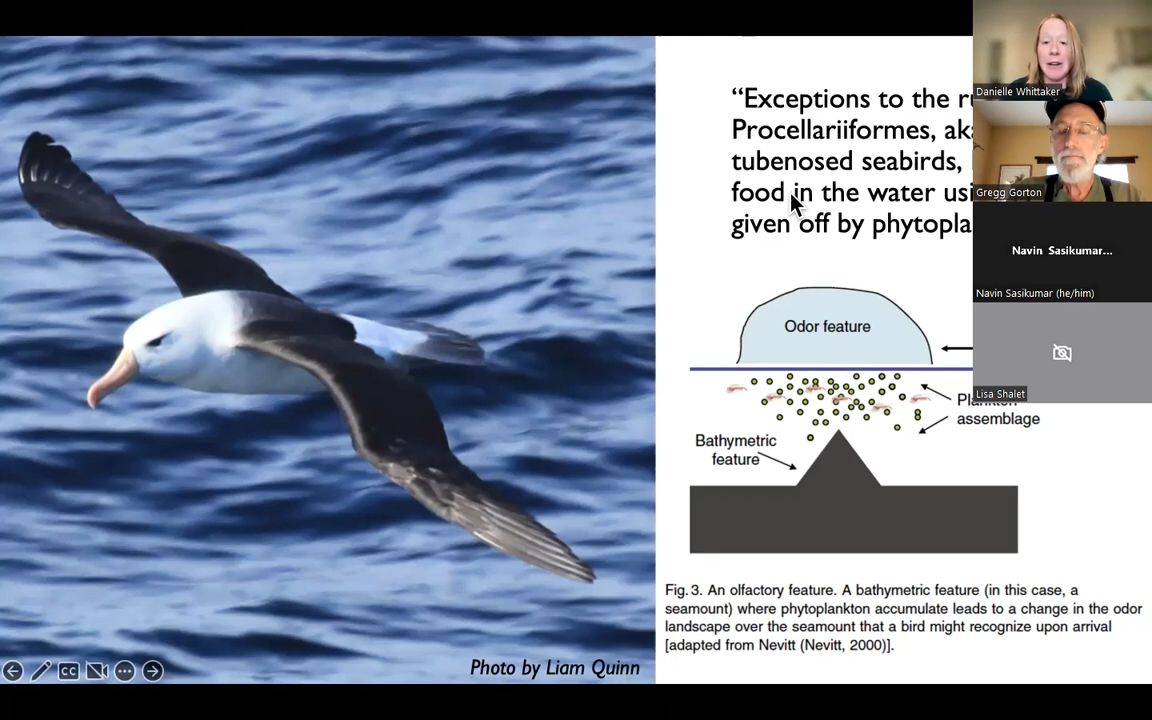 “Exceptions to the
Procellariiformes,
tubenosed seabirds,
food in the water
given off by
Odor feature
Plankton
assemblage
Bathymetric
feature
Fig. 3. An olfactory feature. A bathymetric feature (in this case, a
seamount) where phytoplankton accumulate leads to a change in the odor
landscape over the seamount that a bird might recognize upon arrival
[adapted from Nevitt (Nevitt, 2000)].
Photo by Liam Quinn
CC
Danielle Whittaker
Gregg Gorton
Navin Sasikumar...
Navin Sasikumar (he/him)
Lisa Shalet